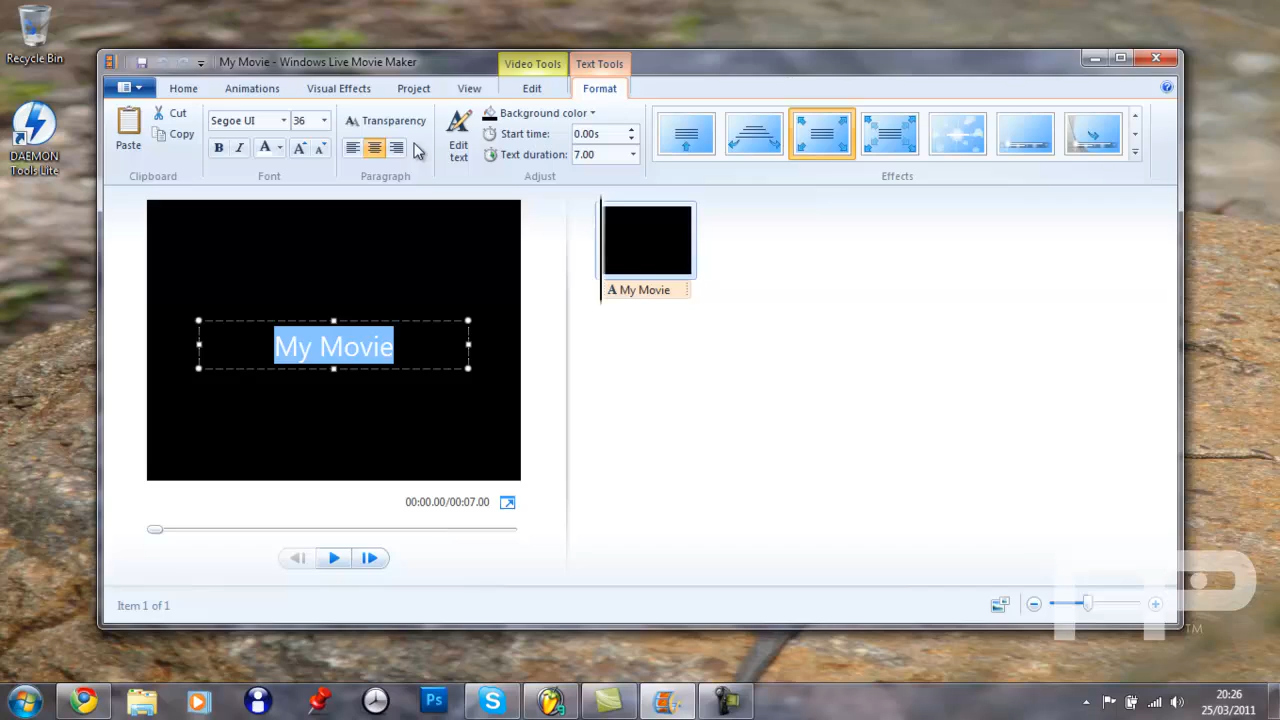 Recycle Bin
DAEMON
Tools Lite
My Movie - Windows Live Movie Maker
Video Tools
Text Tools
Home
Animations
Visual Effects
Project
View
Edit
Format
Paste
Cut
Copy
Clipboard
Segoe UI
36
B
I
A
A
A
Font
Transparency
Paragraph
Edit
text
Background color
Start time:
0.00s
Text duration:
7.00
Adjust
Effects
My Movie
A My Movie
00:00.00/00:07.00
Item 1 of 1
TM
Ps
20:26
25/03/2011